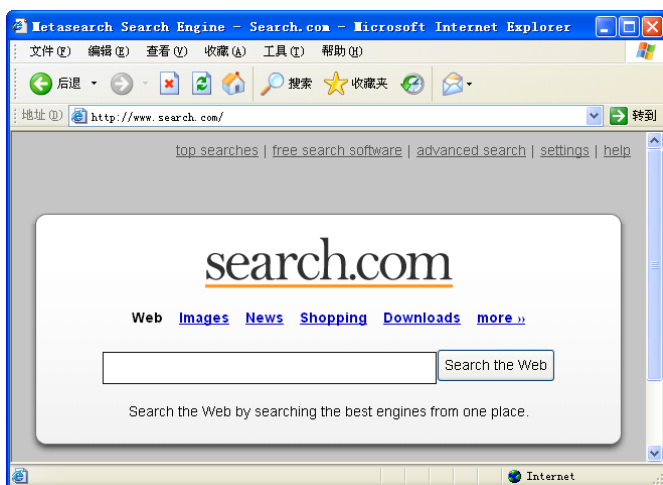 Metasearch Search Engine - Search.com - Microsoft Internet Explorer
文件(F) 编辑(E) 查看(V) 收藏(A) 工具(T) 帮助(H)
后退 搜索 收藏夹
地址(D) http://www.search.com/ 转到
top searches | free search software | advanced search | settings | help
search.com
Web Images News Shopping Downloads more ››
Search the Web
Search the Web by searching the best engines from one place.
Internet